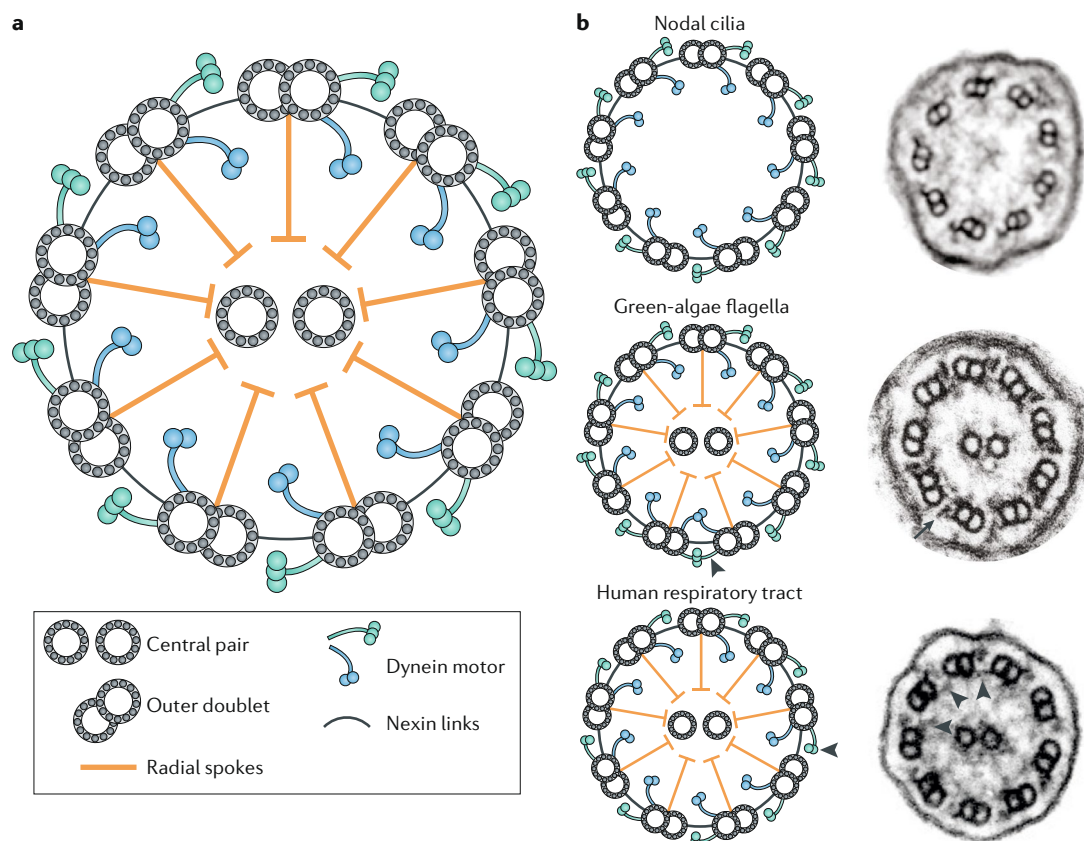 a
b
Nodal cilia
Green-algae flagella
Human respiratory tract
Central pair
Outer doublet
Radial spokes
Dynein motor
Nexin links